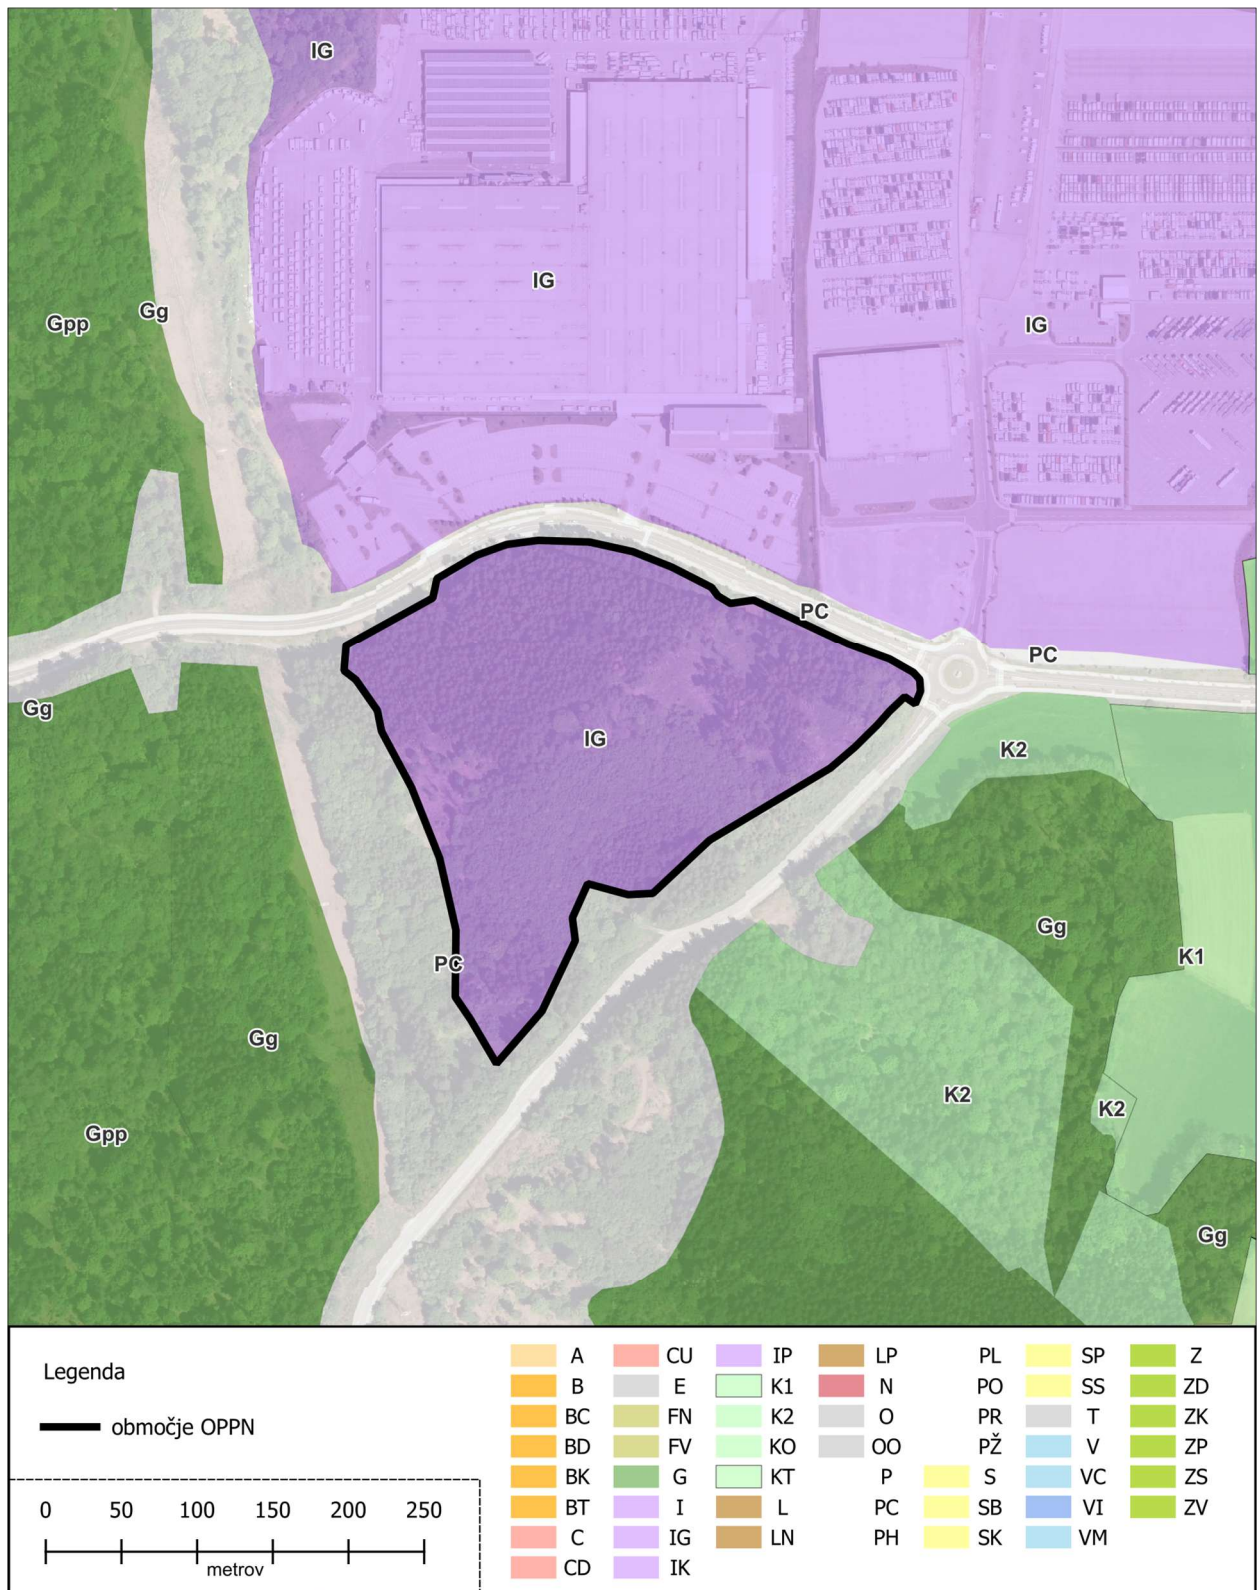 IG
IG
Gpp
Gg
IG
PC
PC
Gg
IG
K2
Gg
K1
PC
Gg
K2
K2
Gpp
Gg
Legenda
območje OPPN
0 50 100 150 200 250
metrov
A CU IP LP PL SP Z
B E K1 N PO SS ZD
BC FN K2 O PR T ZK
BD FV KO OO PŽ V ZP
BK G KT P S VC ZS
BT I L PC SB VI ZV
C IG LN PH SK VM
CD IK